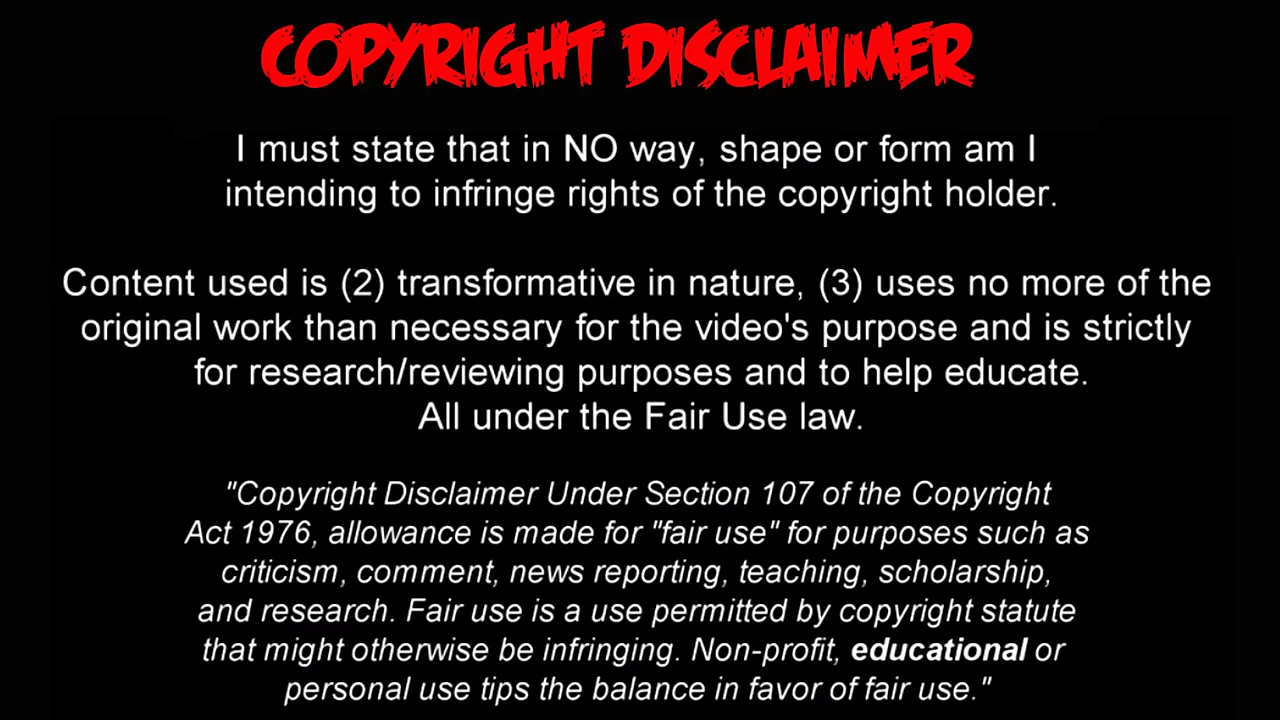 COPYRIGHT DISCLAIMER
I must state that in NO way, shape or form am I
intending to infringe rights of the copyright holder.
Content used is (2) transformative in nature, (3) uses no more of the
original work than necessary for the video's purpose and is strictly
for research/reviewing purposes and to help educate.
All under the Fair Use law.
"Copyright Disclaimer Under Section 107 of the Copyright
Act 1976, allowance is made for "fair use" for purposes such as
criticism, comment, news reporting, teaching, scholarship,
and research. Fair use is a use permitted by copyright statute
that might otherwise be infringing. Non-profit, educational or
personal use tips the balance in favor of fair use."